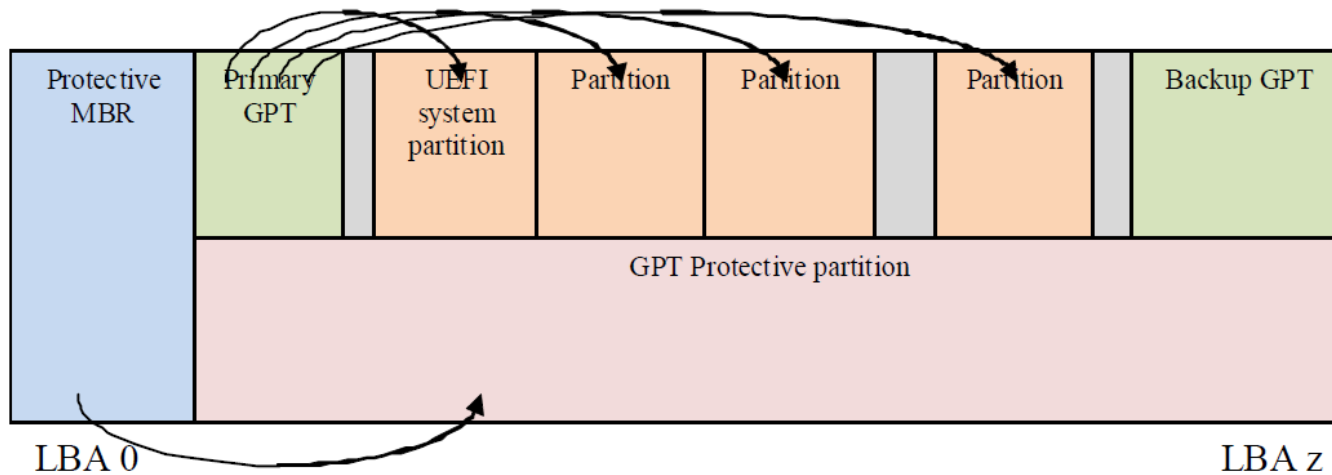 Protective
MBR
Primary
GPT
UEFI
system
partition
Partition
Partition
Partition
Backup GPT
GPT Protective partition
LBA 0
LBA z